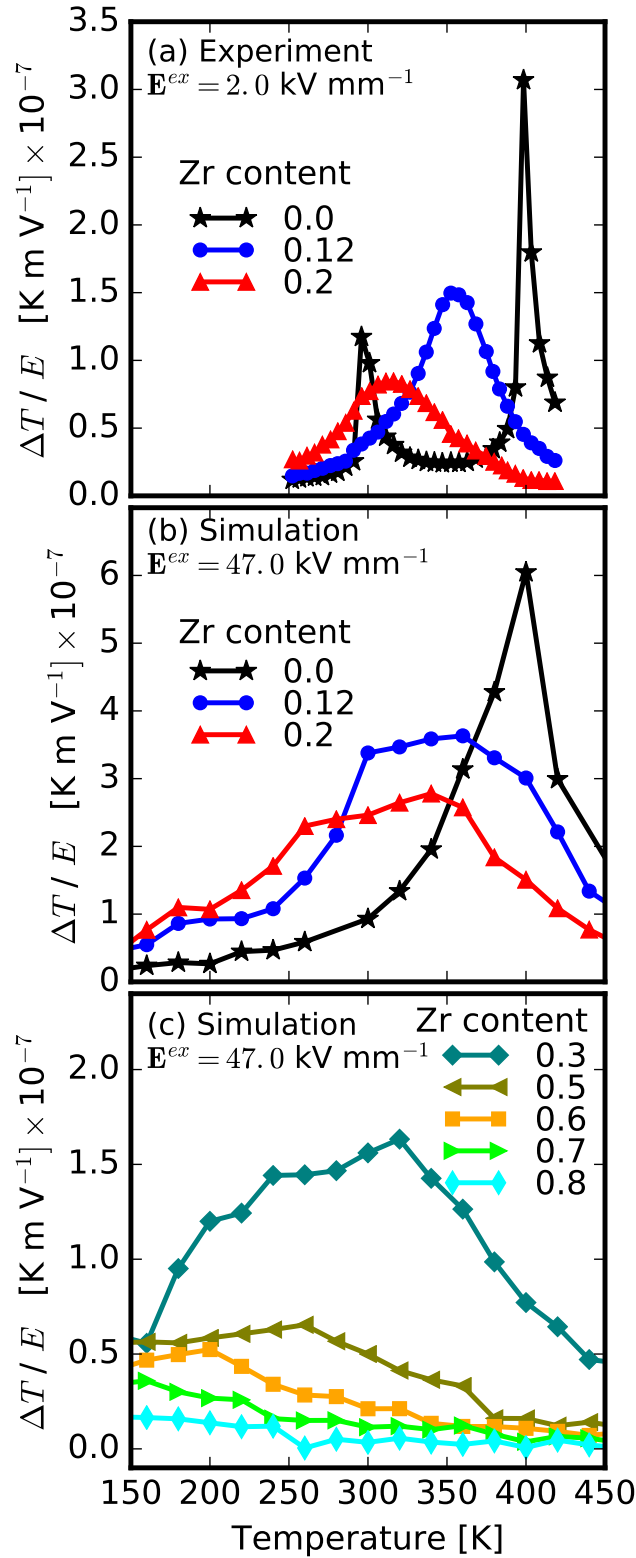 (a) Experiment
E^ex = 2.0 kV mm^−1
Zr content
0.0
0.12
0.2
3.5
3.0
2.5
2.0
1.5
1.0
0.5
0.0
ΔT / E [K m V^−1] × 10^−7
(b) Simulation
E^ex = 47.0 kV mm^−1
Zr content
0.0
0.12
0.2
6
5
4
3
2
1
0
ΔT / E [K m V^−1] × 10^−7
(c) Simulation
E^ex = 47.0 kV mm^−1
Zr content
0.3
0.5
0.6
0.7
0.8
2.0
1.5
1.0
0.5
0.0
ΔT / E [K m V^−1] × 10^−7
150 200 250 300 350 400 450
Temperature [K]